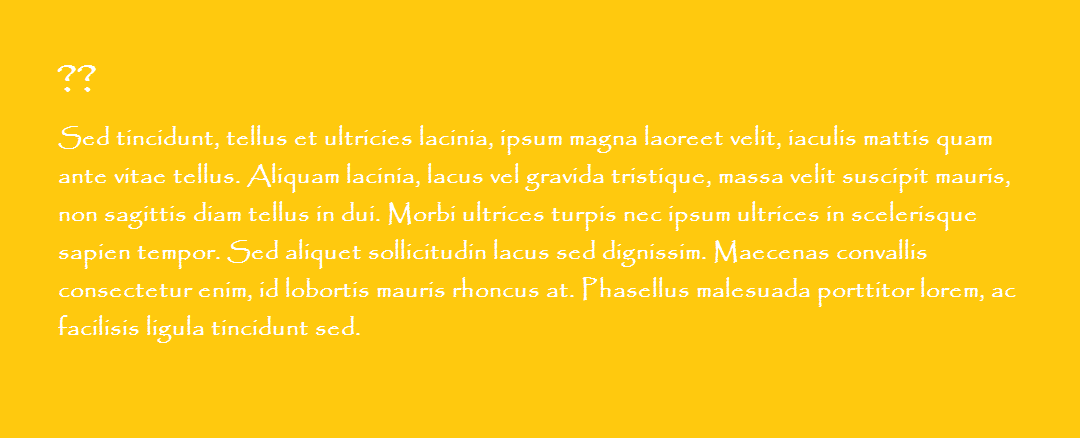 ??
Sed tincidunt, tellus et ultricies lacinia, ipsum magna laoreet velit, iaculis mattis quam
ante vitae tellus. Aliquam lacinia, lacus vel gravida tristique, massa velit suscipit mauris,
non sagittis diam tellus in dui. Morbi ultrices turpis nec ipsum ultrices in scelerisque
sapien tempor. Sed aliquet sollicitudin lacus sed dignissim. Maecenas convallis
consectetur enim, id lobortis mauris rhoncus at. Phasellus malesuada porttitor lorem, ac
facilisis ligula tincidunt sed.